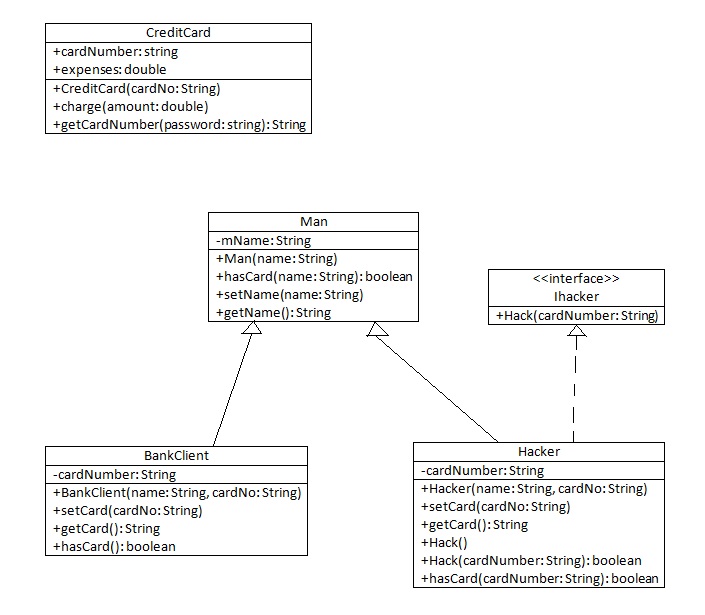 CreditCard
+cardNumber: string
+expenses: double
+CreditCard(cardNo: String)
+charge(amount: double)
+getCardNumber(password: string): String
Man
-mName: String
+Man(name: String)
+hasCard(name: String): boolean
+setName(name: String)
+getName(): String
<<interface>>
Ihacker
+Hack(cardNumber: String)
BankClient
-cardNumber: String
+BankClient(name: String, cardNo: String)
+setCard(cardNo: String)
+getCard(): String
+hasCard(): boolean
Hacker
-cardNumber: String
+Hacker(name: String, cardNo: String)
+setCard(cardNo: String)
+getCard(): String
+Hack()
+Hack(cardNumber: String): boolean
+hasCard(cardNumber: String): boolean